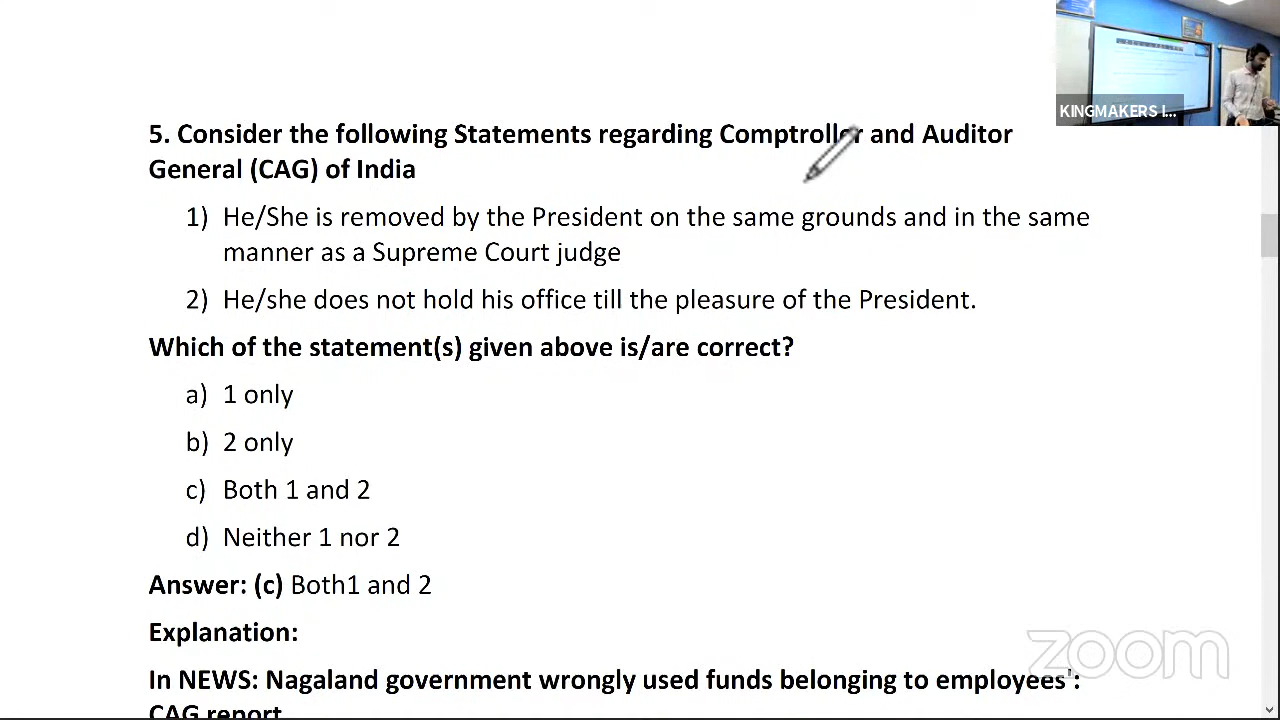 KINGMAKERS I...
5. Consider the following Statements regarding Comptroller and Auditor
General (CAG) of India
1) He/She is removed by the President on the same grounds and in the same
manner as a Supreme Court judge
2) He/she does not hold his office till the pleasure of the President.
Which of the statement(s) given above is/are correct?
a) 1 only
b) 2 only
c) Both 1 and 2
d) Neither 1 nor 2
Answer: (c) Both1 and 2
Explanation:
In NEWS: Nagaland government wrongly used funds belonging to employees':
CAG report
zoom